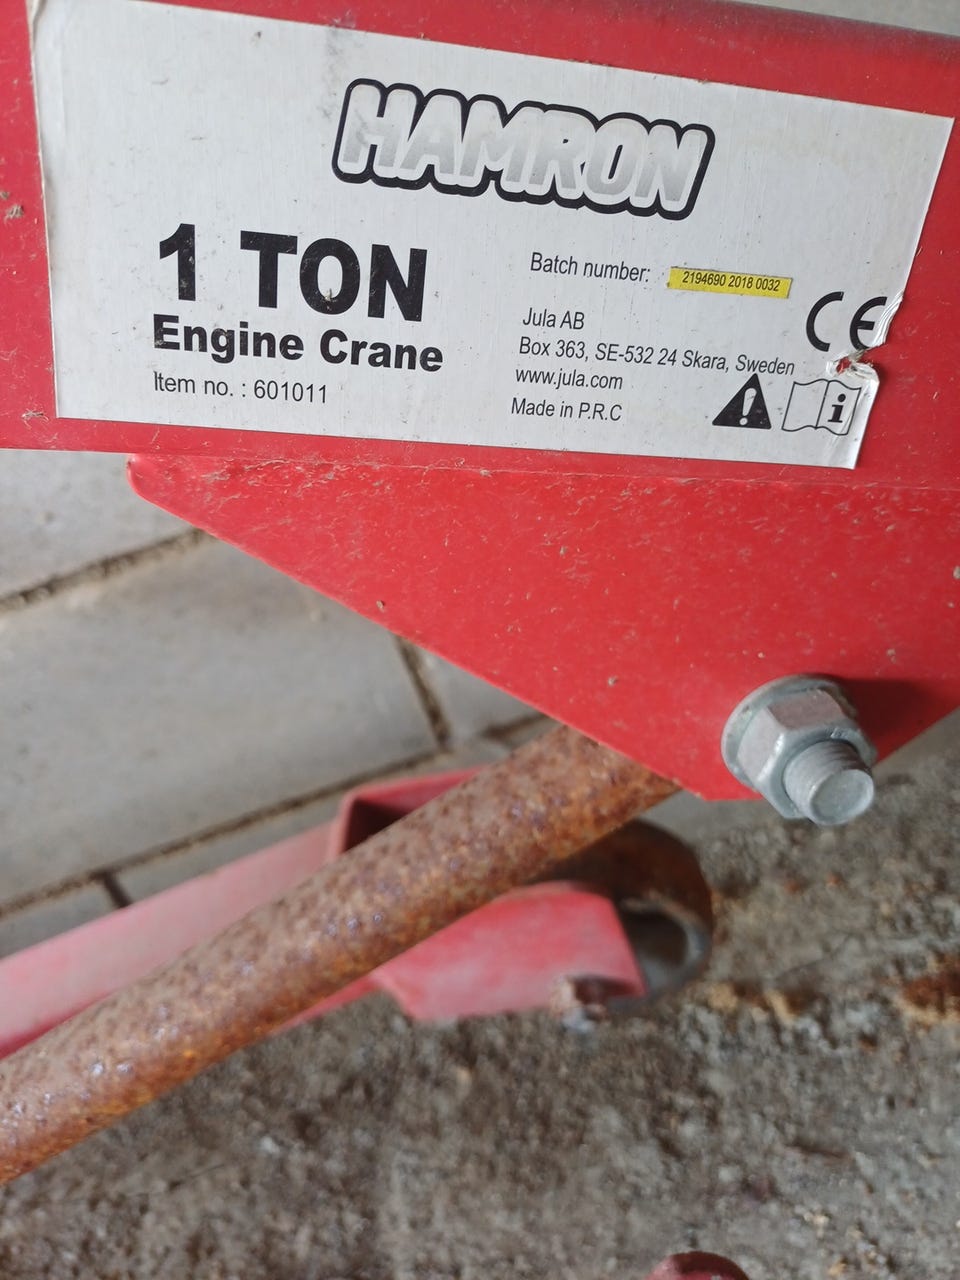 HAMRON
1 TON
Engine Crane
Item no. : 601011
Batch number: 2194690 2018 0032
Jula AB
Box 363, SE-532 24 Skara, Sweden
www.jula.com
Made in P.R.C
CE